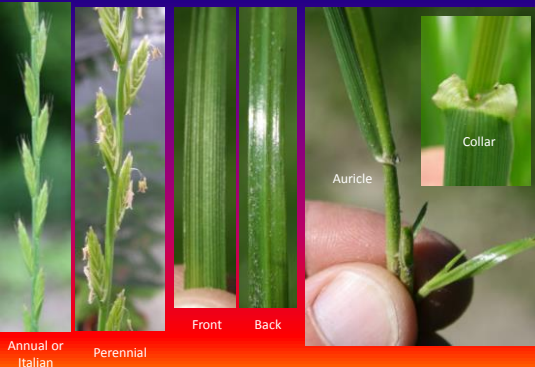 Collar
Auricle
Front
Back
Annual or
Italian
Perennial